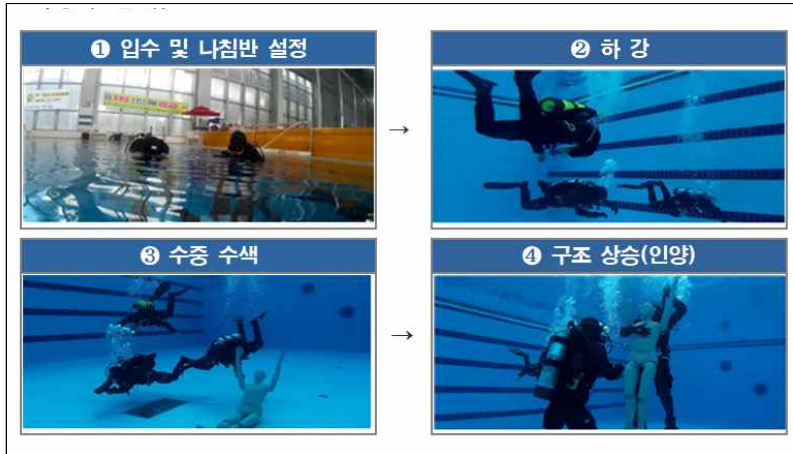 ❶ 입수 및 나침반 설정
❷ 하 강
→
❸ 수중 수색
❹ 구조 상승(인양)
→